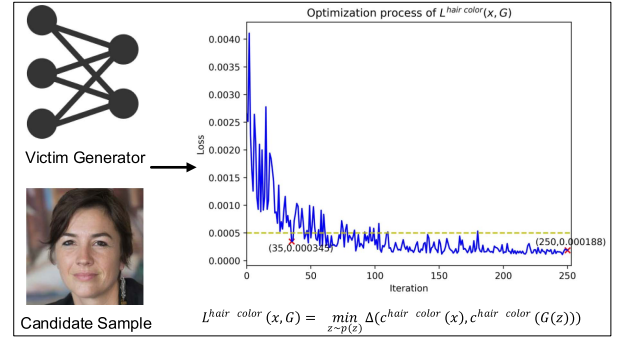 Optimization process of L^{hair color}(x, G)
0.0040
0.0035
0.0030
0.0025
0.0020
0.0015
0.0010
0.0005
0.0000
Loss
(35,0.000345)
(250,0.000188)
0 50 100 150 200 250
Iteration
Victim Generator
Candidate Sample
L^{hair color}(x, G) = min_{z~p(z)} Δ(c^{hair color}(x), c^{hair color}(G(z)))